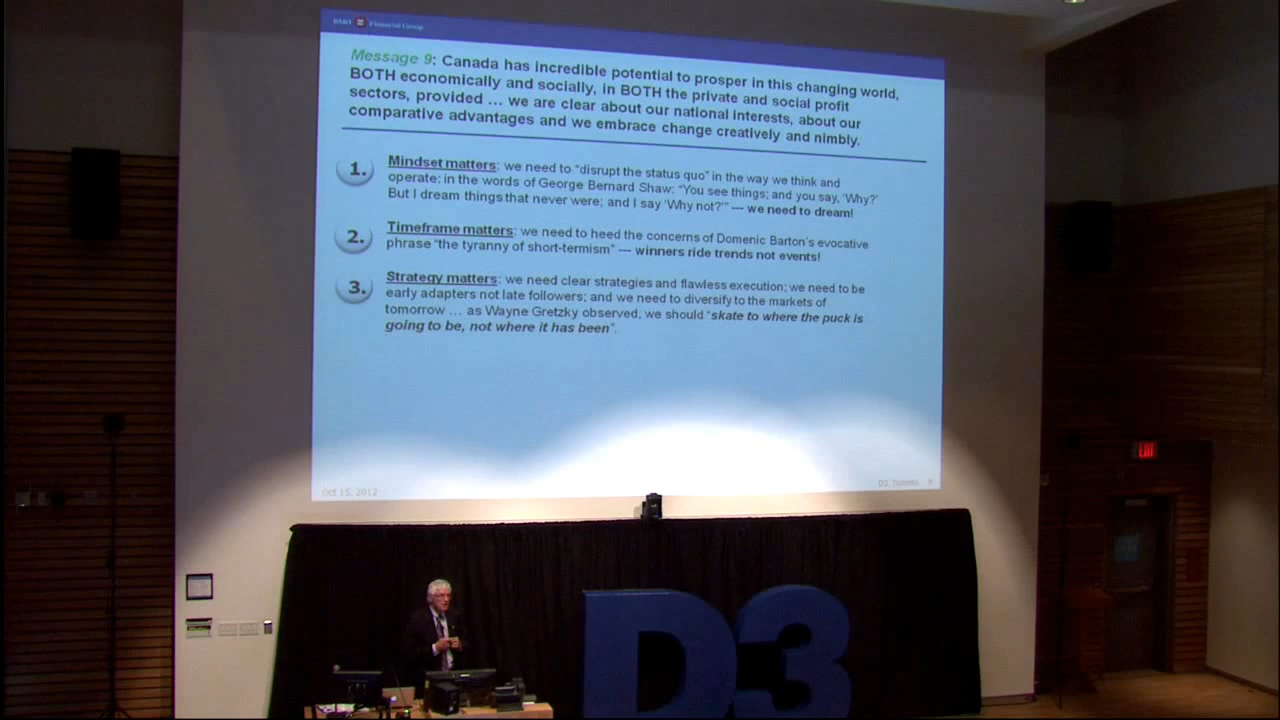 BMO Financial Group
Message 9: Canada has incredible potential to prosper in this changing world,
BOTH economically and socially, in BOTH the private and social profit
sectors, provided ... we are clear about our national interests, about our
comparative advantages and we embrace change creatively and nimbly.
1. Mindset matters: we need to “disrupt the status quo” in the way we think and
operate; in the words of George Bernard Shaw: “You see things; and you say, ‘Why?’
But I dream things that never were; and I say ‘Why not?’” --- we need to dream!
2. Timeframe matters: we need to heed the concerns of Domenic Barton's evocative
phrase “the tyranny of short-termism” --- winners ride trends not events!
3. Strategy matters: we need clear strategies and flawless execution; we need to be
early adapters not late followers; and we need to diversify to the markets of
tomorrow ... as Wayne Gretzky observed, we should “skate to where the puck is
going to be, not where it has been”.
Oct 15, 2012
D3, Toronto 9
D3